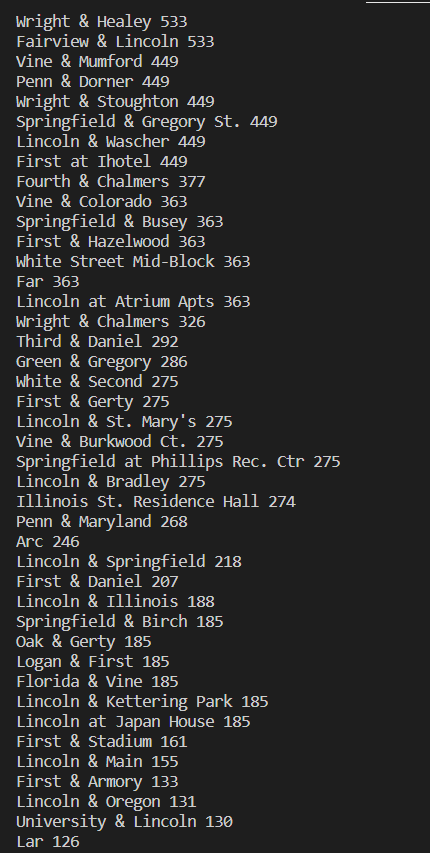 Wright & Healey 533
Fairview & Lincoln 533
Vine & Mumford 449
Penn & Dorner 449
Wright & Stoughton 449
Springfield & Gregory St. 449
Lincoln & Wascher 449
First at Ihotel 449
Fourth & Chalmers 377
Vine & Colorado 363
Springfield & Busey 363
First & Hazelwood 363
White Street Mid-Block 363
Far 363
Lincoln at Atrium Apts 363
Wright & Chalmers 326
Third & Daniel 292
Green & Gregory 286
White & Second 275
First & Gerty 275
Lincoln & St. Mary's 275
Vine & Burkwood Ct. 275
Springfield at Phillips Rec. Ctr 275
Lincoln & Bradley 275
Illinois St. Residence Hall 274
Penn & Maryland 268
Arc 246
Lincoln & Springfield 218
First & Daniel 207
Lincoln & Illinois 188
Springfield & Birch 185
Oak & Gerty 185
Logan & First 185
Florida & Vine 185
Lincoln & Kettering Park 185
Lincoln at Japan House 185
First & Stadium 161
Lincoln & Main 155
First & Armory 133
Lincoln & Oregon 131
University & Lincoln 130
Lar 126